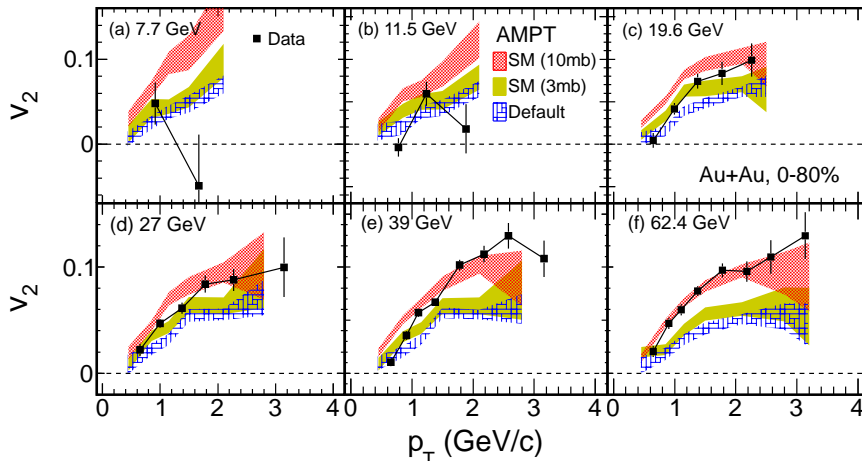 (a) 7.7 GeV
Data
(b) 11.5 GeV
AMPT
SM (10mb)
SM (3mb)
Default
(c) 19.6 GeV
Au+Au, 0-80%
0.1
0
v2
(d) 27 GeV
(e) 39 GeV
(f) 62.4 GeV
0.1
0
v2
0 1 2 3 4
0 1 2 3 4
0 1 2 3 4
pT (GeV/c)